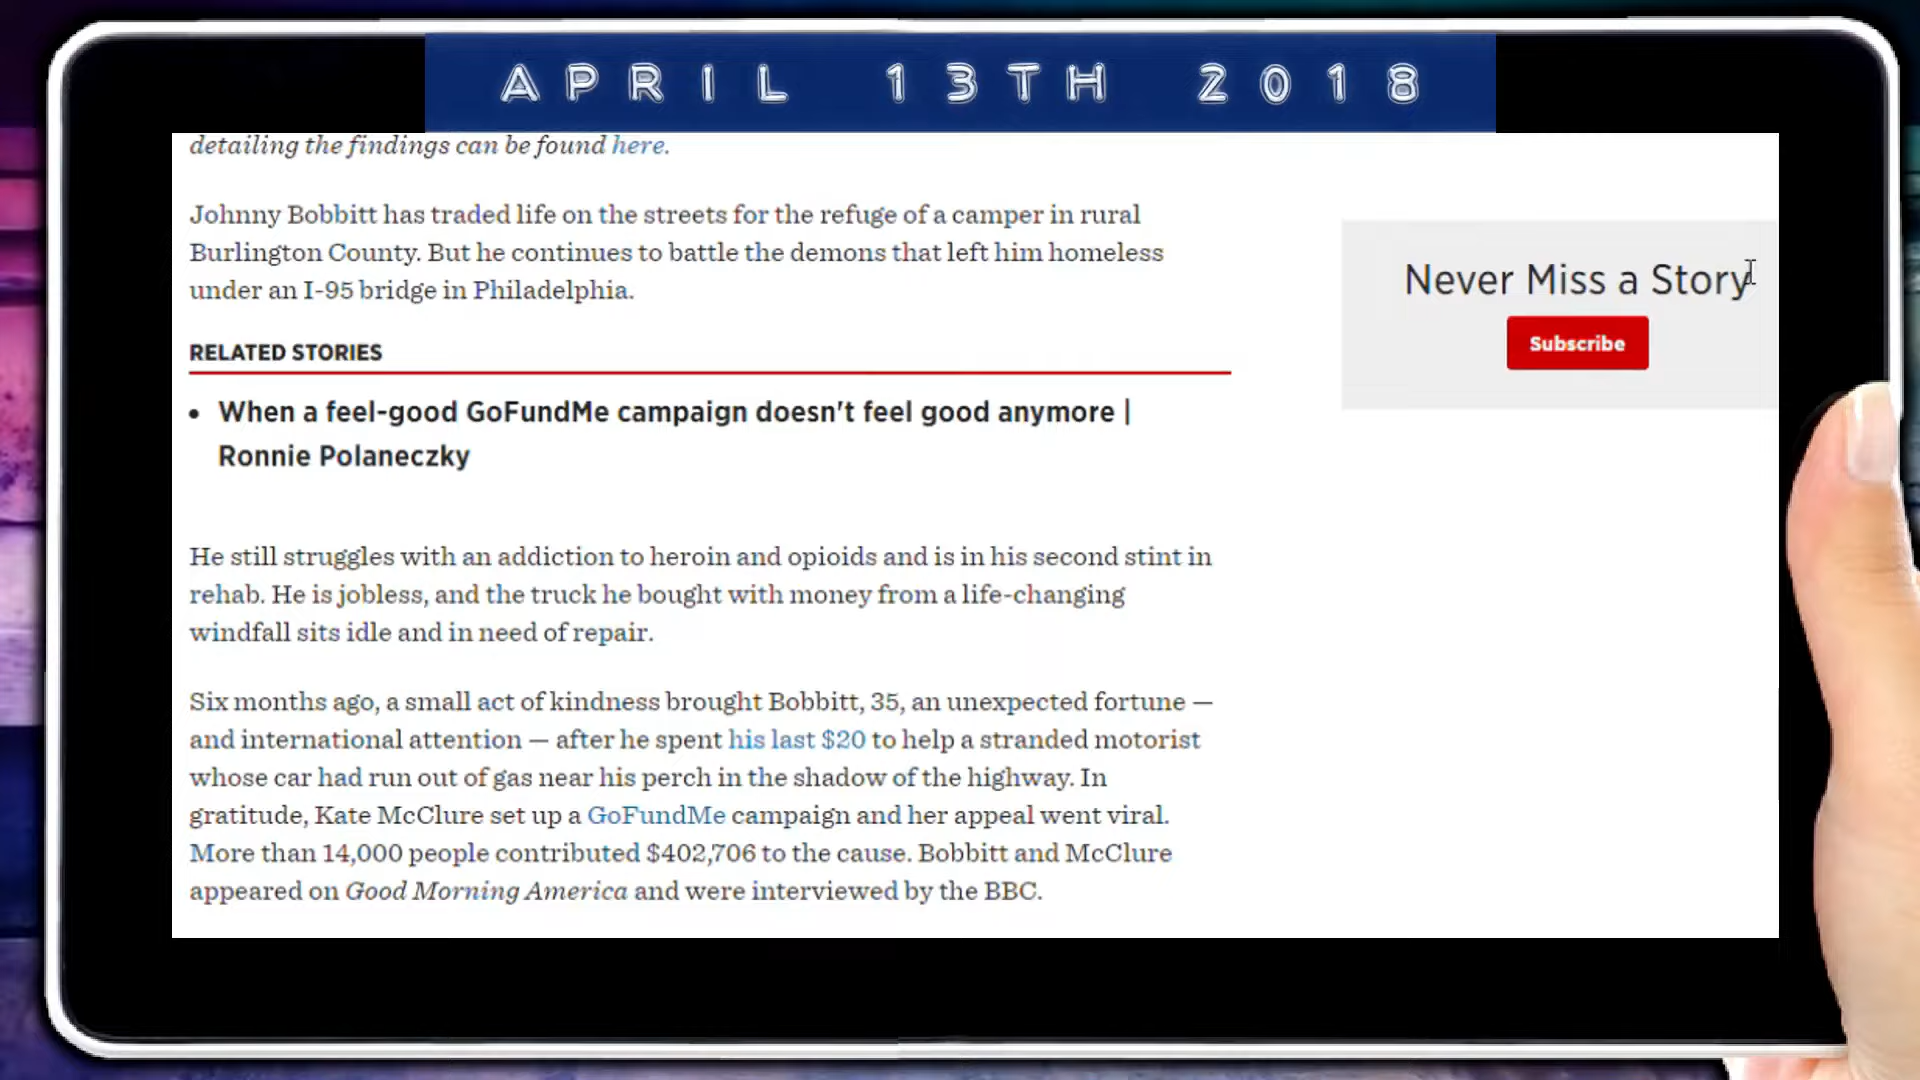 APRIL 13TH 2018
detailing the findings can be found here.
Johnny Bobbitt has traded life on the streets for the refuge of a camper in rural
Burlington County. But he continues to battle the demons that left him homeless
under an I-95 bridge in Philadelphia.
Never Miss a Story
Subscribe
RELATED STORIES
• When a feel-good GoFundMe campaign doesn't feel good anymore |
Ronnie Polaneczky
He still struggles with an addiction to heroin and opioids and is in his second stint in
rehab. He is jobless, and the truck he bought with money from a life-changing
windfall sits idle and in need of repair.
Six months ago, a small act of kindness brought Bobbitt, 35, an unexpected fortune —
and international attention — after he spent his last $20 to help a stranded motorist
whose car had run out of gas near his perch in the shadow of the highway. In
gratitude, Kate McClure set up a GoFundMe campaign and her appeal went viral.
More than 14,000 people contributed $402,706 to the cause. Bobbitt and McClure
appeared on Good Morning America and were interviewed by the BBC.